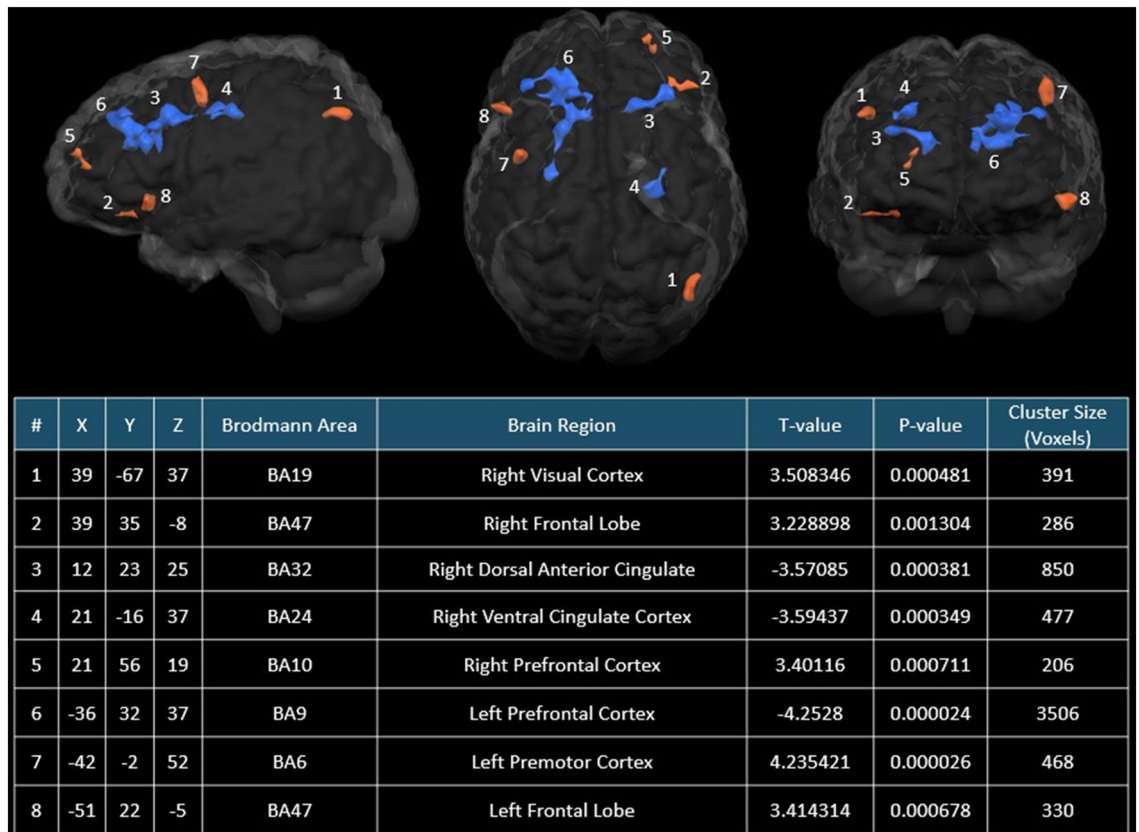 7
6
3
4
1
5
2
8
6
5
2
8
3
7
4
1
1
4
7
3
5
6
2
8
# X Y Z Brodmann Area Brain Region T-value P-value Cluster Size (Voxels)
1 39 -67 37 BA19 Right Visual Cortex 3.508346 0.000481 391
2 39 35 -8 BA47 Right Frontal Lobe 3.228898 0.001304 286
3 12 23 25 BA32 Right Dorsal Anterior Cingulate -3.57085 0.000381 850
4 21 -16 37 BA24 Right Ventral Cingulate Cortex -3.59437 0.000349 477
5 21 56 19 BA10 Right Prefrontal Cortex 3.40116 0.000711 206
6 -36 32 37 BA9 Left Prefrontal Cortex -4.2528 0.000024 3506
7 -42 -2 52 BA6 Left Premotor Cortex 4.235421 0.000026 468
8 -51 22 -5 BA47 Left Frontal Lobe 3.414314 0.000678 330